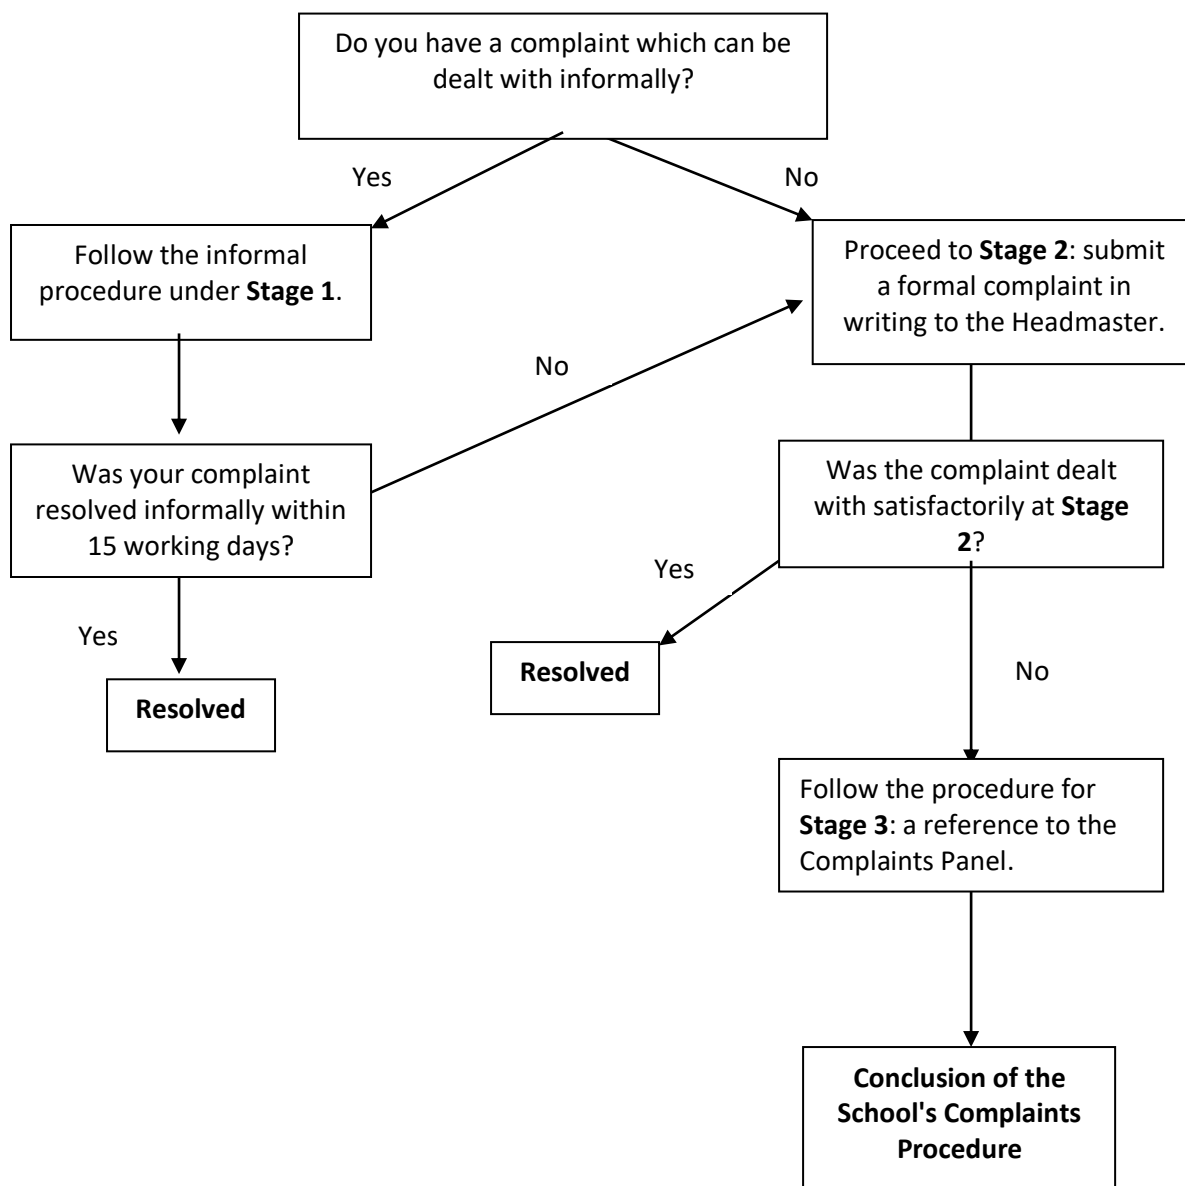 Do you have a complaint which can be
dealt with informally?
Yes
No
Follow the informal
procedure under Stage 1.
Proceed to Stage 2: submit
a formal complaint in
writing to the Headmaster.
No
Was your complaint
resolved informally within
15 working days?
Was the complaint dealt
with satisfactorily at Stage
2?
Yes
Yes
Resolved
Resolved
No
Follow the procedure for
Stage 3: a reference to the
Complaints Panel.
Conclusion of the
School's Complaints
Procedure